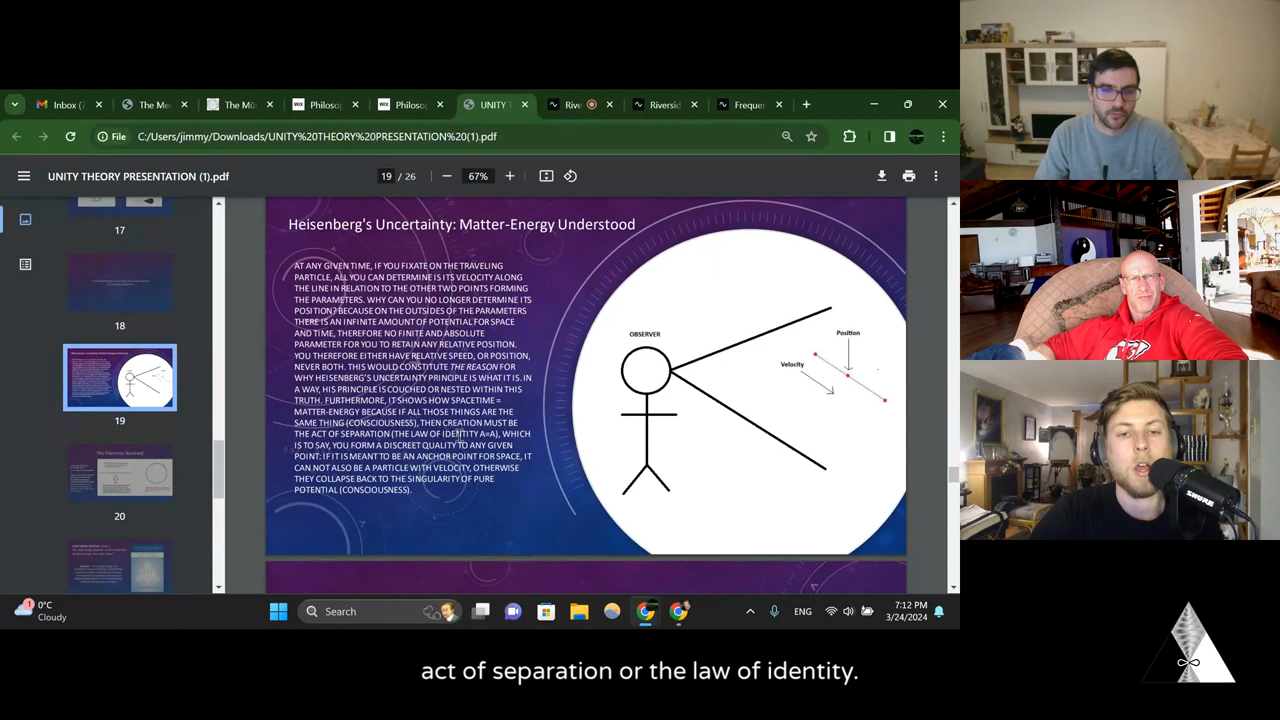 Inbox (7
The Me
The Mü
Philoso
Philoso
UNITY T
Rive
Riversid
Frequer
File
C:/Users/jimmy/Downloads/UNITY%20THEORY%20PRESENTATION%20(1).pdf
UNITY THEORY PRESENTATION (1).pdf
19 / 26
67%
17
18
19
20
Heisenberg's Uncertainty: Matter-Energy Understood
AT ANY GIVEN TIME, IF YOU FIXATE ON THE TRAVELING
PARTICLE, ALL YOU CAN DETERMINE IS ITS VELOCITY ALONG
THE LINE IN RELATION TO THE OTHER TWO POINTS FORMING
THE PARAMETERS. WHY CAN YOU NO LONGER DETERMINE ITS
POSITION? BECAUSE ON THE OUTSIDES OF THE PARAMETERS
THERE IS AN INFINITE AMOUNT OF POTENTIAL FOR SPACE
AND TIME, THEREFORE NO FINITE AND ABSOLUTE
PARAMETER FOR YOU TO RETAIN ANY RELATIVE POSITION.
YOU THEREFORE EITHER HAVE RELATIVE SPEED, OR POSITION,
NEVER BOTH. THIS WOULD CONSTITUTE THE REASON FOR
WHY HEISENBERG'S UNCERTAINTY PRINCIPLE IS WHAT IT IS. IN
A WAY, HIS PRINCIPLE IS COUCHED OR NESTED WITHIN THIS
TRUTH. FURTHERMORE, IT SHOWS HOW SPACETIME =
MATTER-ENERGY BECAUSE IF ALL THOSE THINGS ARE THE
SAME THING (CONSCIOUSNESS), THEN CREATION MUST BE
THE ACT OF SEPARATION (THE LAW OF IDENTITY A=A), WHICH
IS TO SAY, YOU FORM A DISCREET QUALITY TO ANY GIVEN
POINT: IF IT IS MEANT TO BE AN ANCHOR POINT FOR SPACE, IT
CAN NOT ALSO BE A PARTICLE WITH VELOCITY, OTHERWISE
THEY COLLAPSE BACK TO THE SINGULARITY OF PURE
POTENTIAL (CONSCIOUSNESS).
OBSERVER
Position
Velocity
1
0°C
Cloudy
Search
ENG
7:12 PM
3/24/2024
SHURE
act of separation or the law of identity.